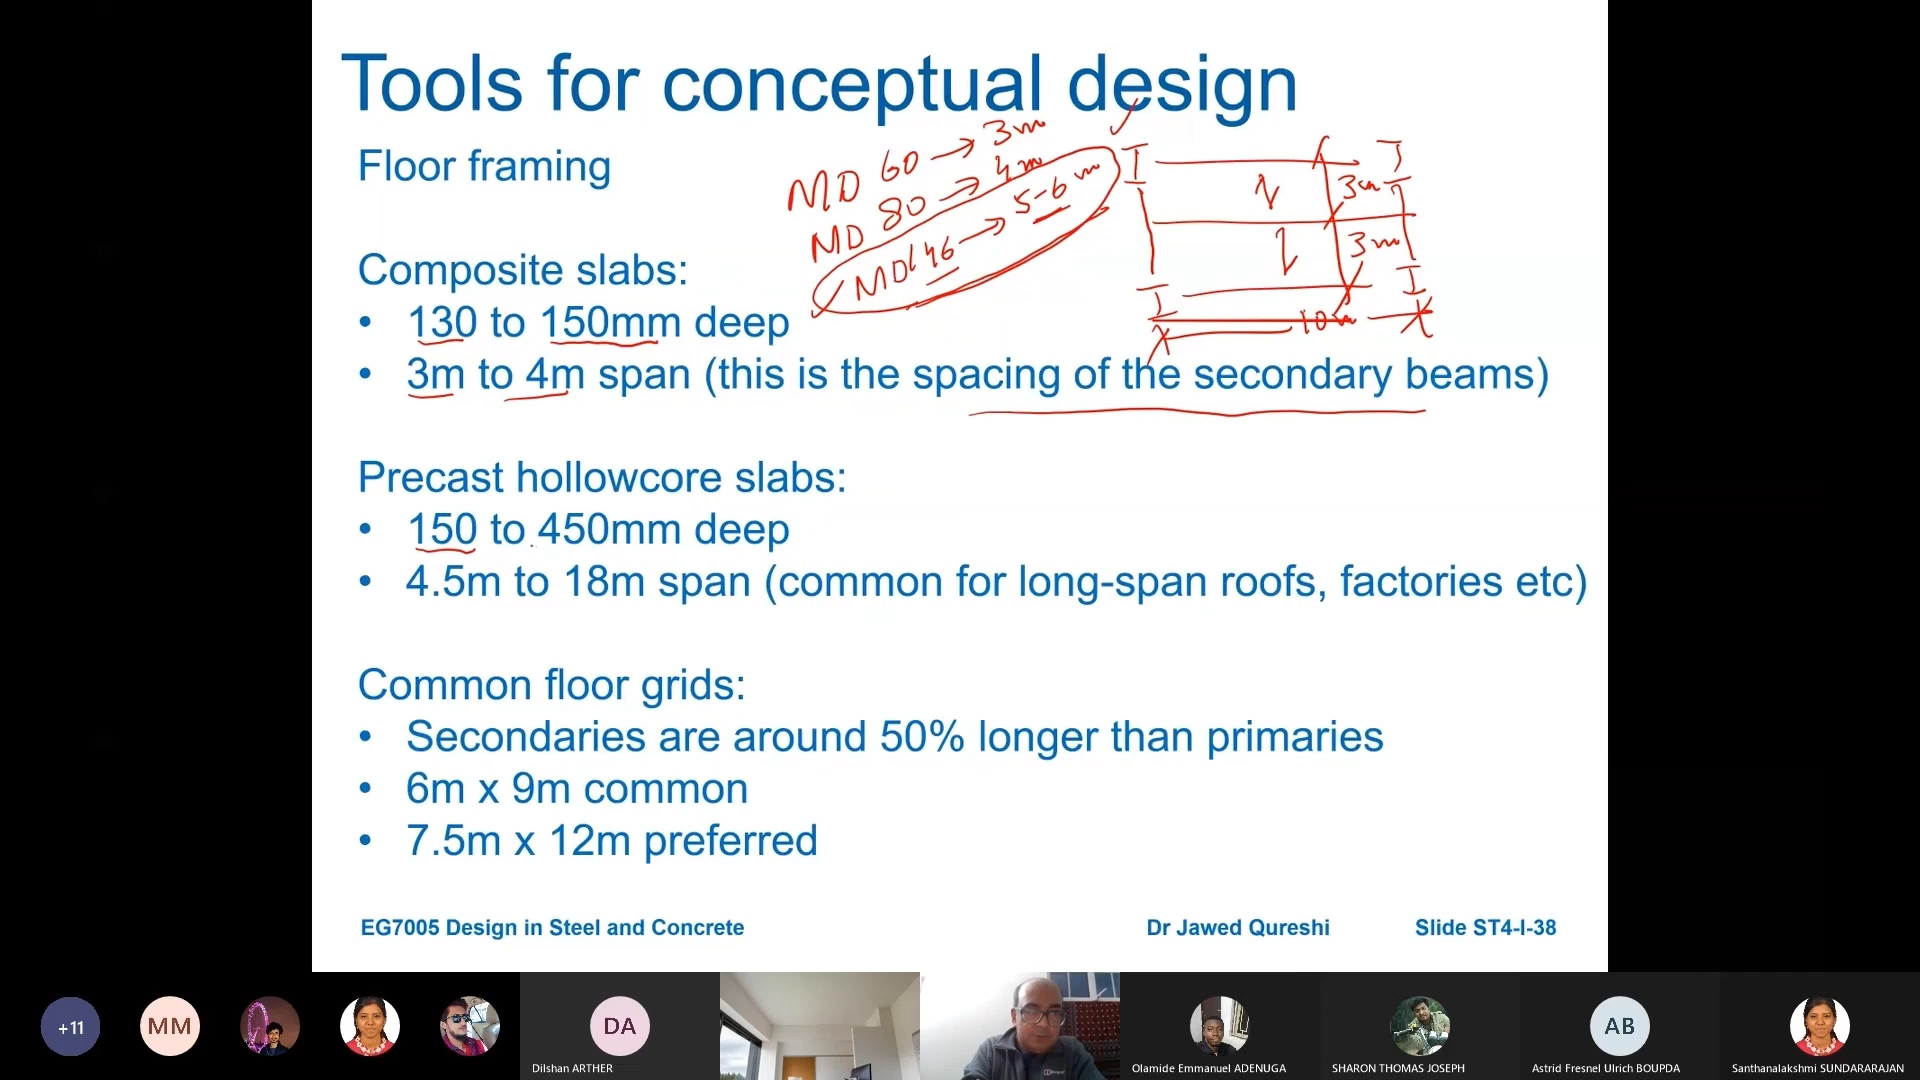 Tools for conceptual design
Floor framing
MD 60 → 3m
MD 80 → 4m
MD146 → 5-6m
3m
3m
10m
Composite slabs:
• 130 to 150mm deep
• 3m to 4m span (this is the spacing of the secondary beams)
Precast hollowcore slabs:
• 150 to 450mm deep
• 4.5m to 18m span (common for long-span roofs, factories etc)
Common floor grids:
• Secondaries are around 50% longer than primaries
• 6m x 9m common
• 7.5m x 12m preferred
EG7005 Design in Steel and Concrete
Dr Jawed Qureshi
Slide ST4-I-38
+11
MM
DA
Dilshan ARTHER
Olamide Emmanuel ADENUGA
SHARON THOMAS JOSEPH
AB
Astrid Fresnel Ulrich BOUPDA
Santhanalakshmi SUNDARARAJAN